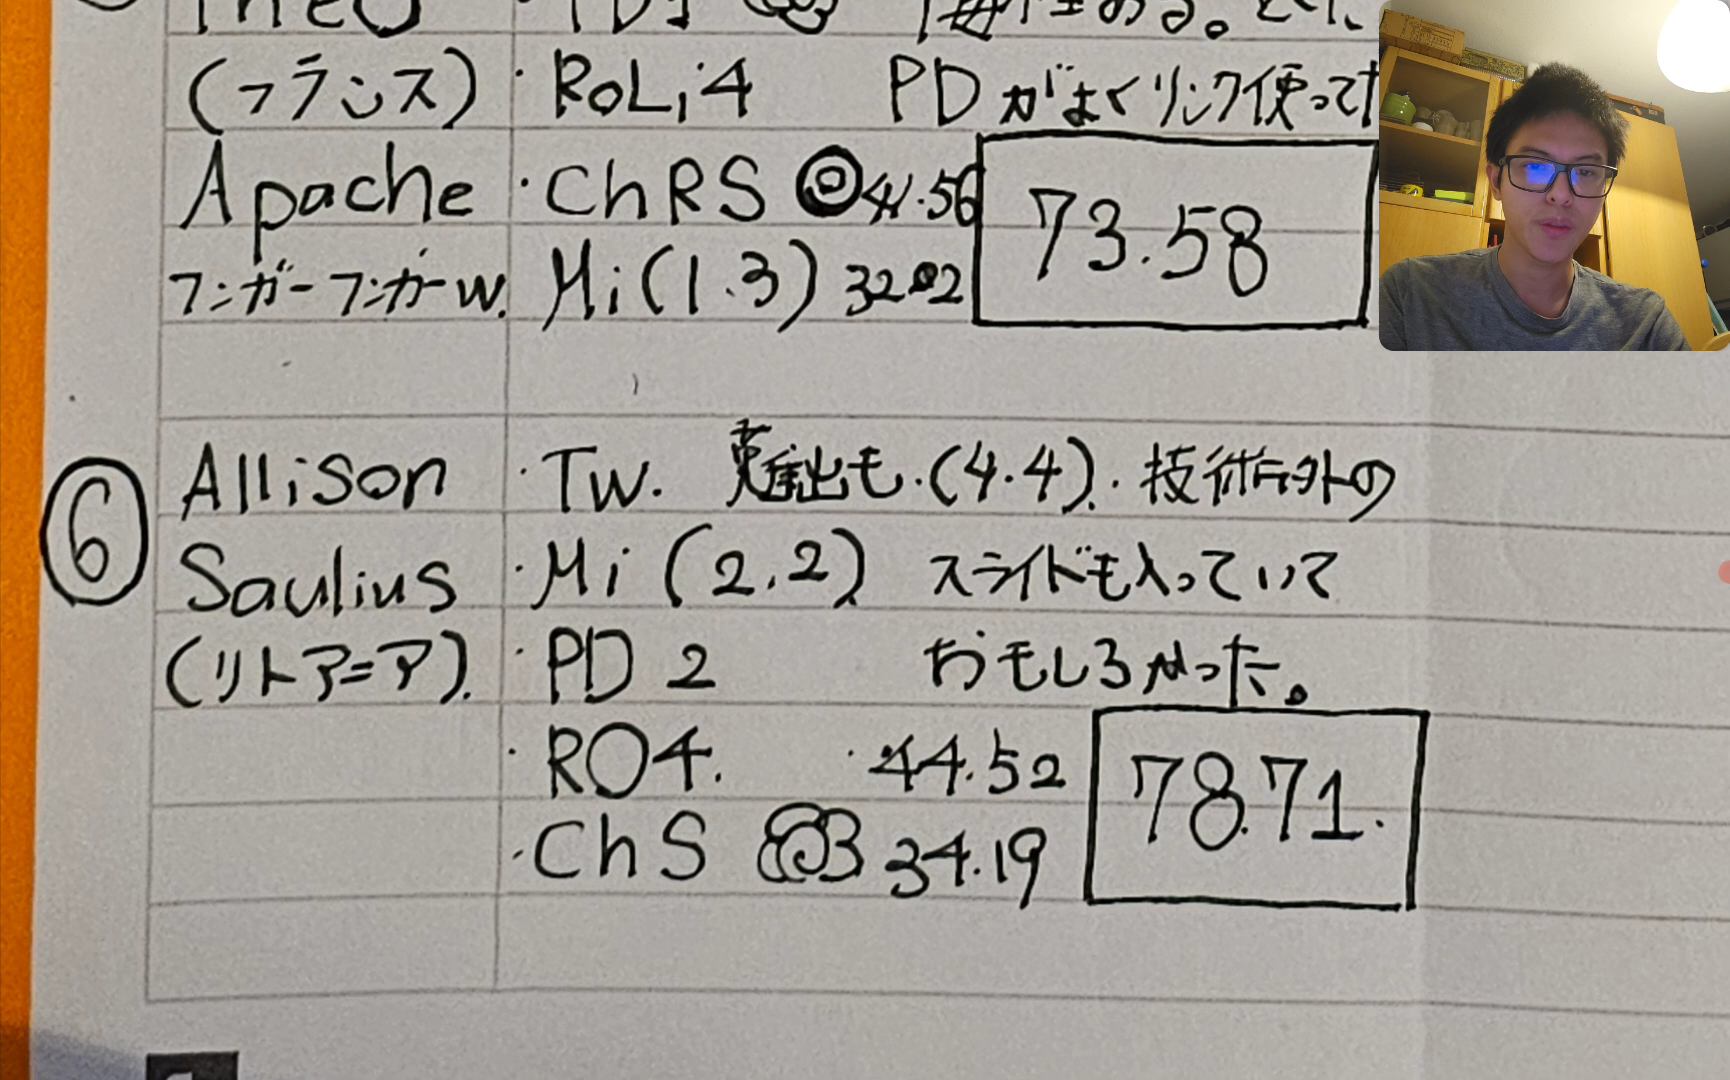 (フランス) ・RoLi4 PDがよくリンク使って
Apache ・ChRS 41.56 73.58
フンガーフンガーw. Mi(1.3) 32.02
⑥ Allison ・Tw. 難出も.(4.4).技術以外の
Saulius ・Mi (2.2) スライドも入っていて
(リトアニア). ・PD 2 おもしろかった。
・RO4. ・44.52 78.71.
・ChS 34.19